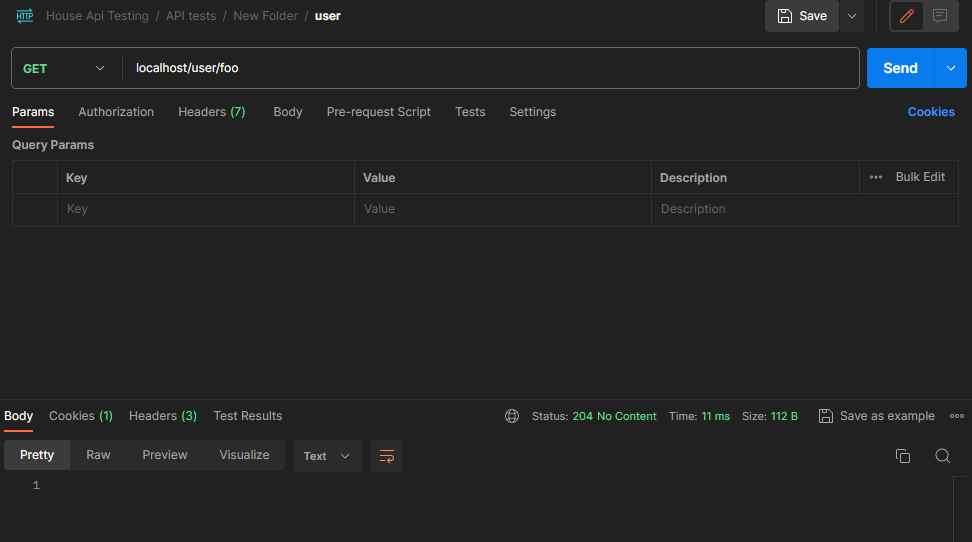 HTTP House Api Testing / API tests / New Folder / user Save
GET localhost/user/foo Send
Params Authorization Headers (7) Body Pre-request Script Tests Settings Cookies
Query Params
Key Value Description Bulk Edit
Key Value Description
Body Cookies (1) Headers (3) Test Results Status: 204 No Content Time: 11 ms Size: 112 B Save as example
Pretty Raw Preview Visualize Text
1